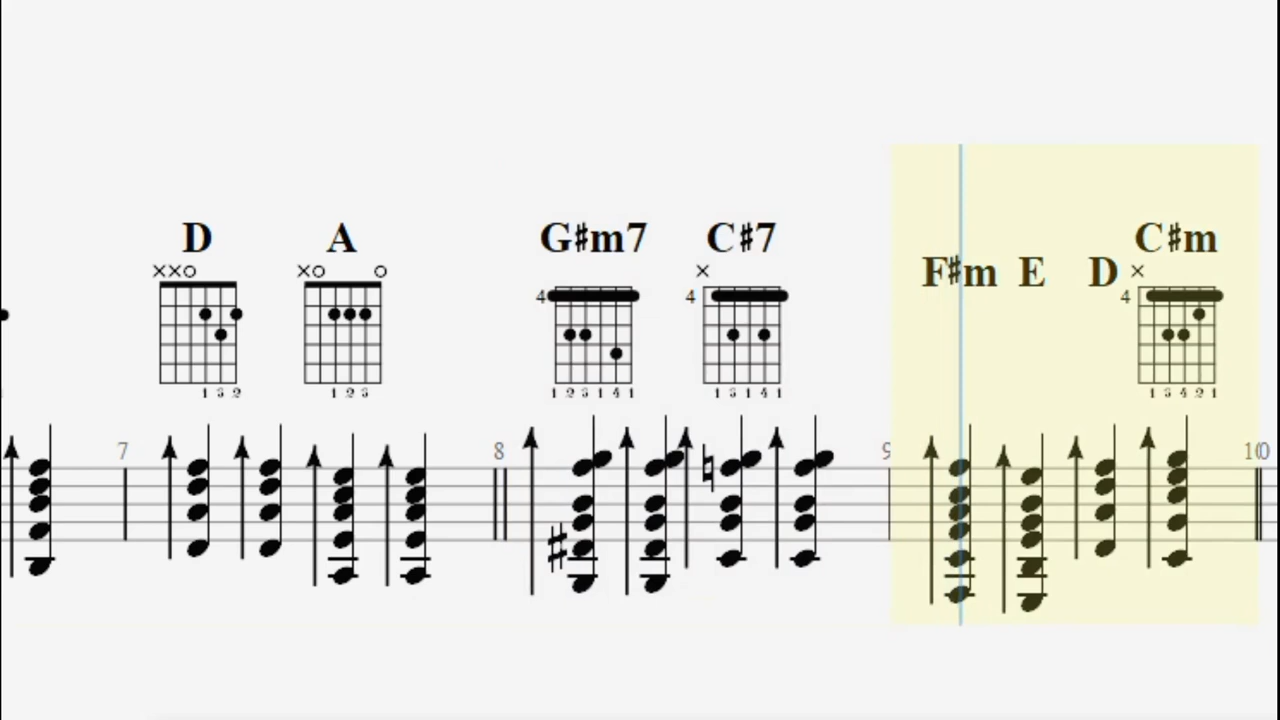 D A G♯m7 C♯7 C♯m
F♯m E D
××○ ×○ ○ × ×
4 4 4
1 3 2 1 2 3 1 2 3 1 4 1 1 3 1 4 1 1 3 4 2 1
7 8 9 10